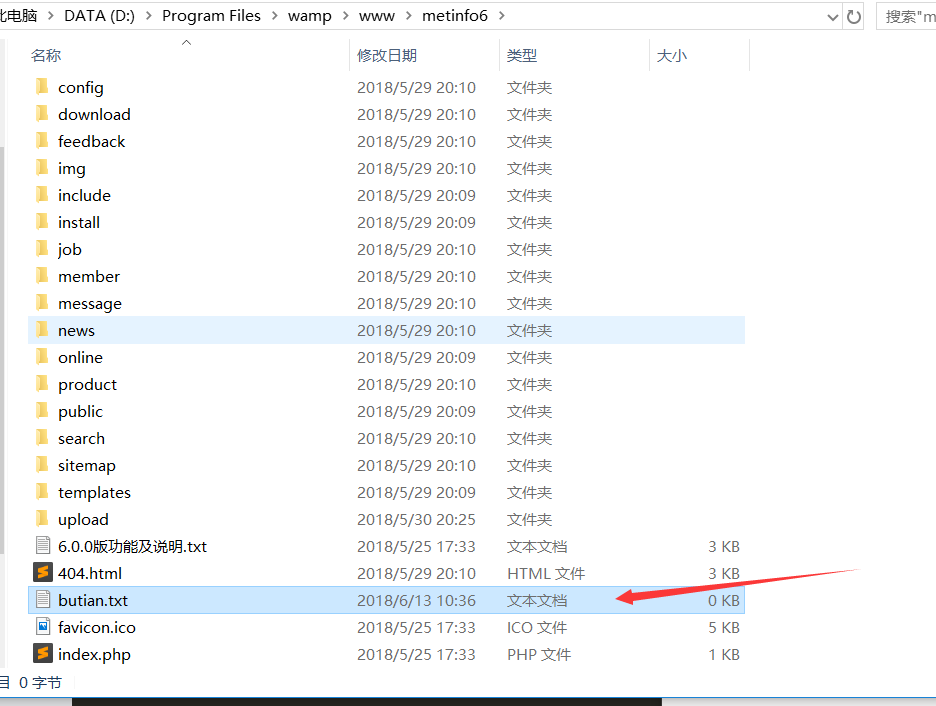 此电脑 > DATA (D:) > Program Files > wamp > www > metinfo6 > 搜索"m
名称 修改日期 类型 大小
config 2018/5/29 20:10 文件夹
download 2018/5/29 20:10 文件夹
feedback 2018/5/29 20:10 文件夹
img 2018/5/29 20:10 文件夹
include 2018/5/29 20:09 文件夹
install 2018/5/29 20:09 文件夹
job 2018/5/29 20:10 文件夹
member 2018/5/29 20:10 文件夹
message 2018/5/29 20:10 文件夹
news 2018/5/29 20:10 文件夹
online 2018/5/29 20:09 文件夹
product 2018/5/29 20:10 文件夹
public 2018/5/29 20:09 文件夹
search 2018/5/29 20:10 文件夹
sitemap 2018/5/29 20:10 文件夹
templates 2018/5/29 20:09 文件夹
upload 2018/5/30 20:25 文件夹
6.0.0版功能及说明.txt 2018/5/25 17:33 文本文档 3 KB
404.html 2018/5/29 20:10 HTML 文件 3 KB
butian.txt 2018/6/13 10:36 文本文档 0 KB
favicon.ico 2018/5/25 17:33 ICO 文件 5 KB
index.php 2018/5/25 17:33 PHP 文件 1 KB
目 0 字节